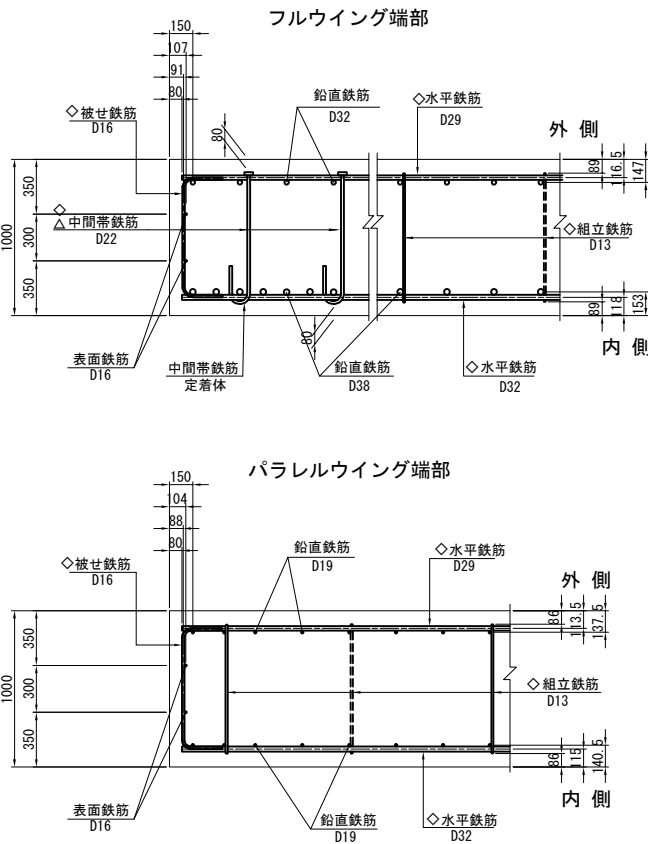 フルウイング端部
150
107
91
80
◇被せ鉄筋
D16
鉛直鉄筋
D32
◇水平鉄筋
D29
外 側
80
89
116.5
147
350
300
350
1000
◇
△中間帯鉄筋
D22
◇組立鉄筋
D13
89
118
153
80
内 側
表面鉄筋
D16
中間帯鉄筋
定着体
鉛直鉄筋
D38
◇水平鉄筋
D32
パラレルウイング端部
150
104
88
80
◇被せ鉄筋
D16
鉛直鉄筋
D19
◇水平鉄筋
D29
外 側
86
113.5
137.5
350
300
350
1000
◇組立鉄筋
D13
86
115
140.5
内 側
表面鉄筋
D16
鉛直鉄筋
D19
◇水平鉄筋
D32